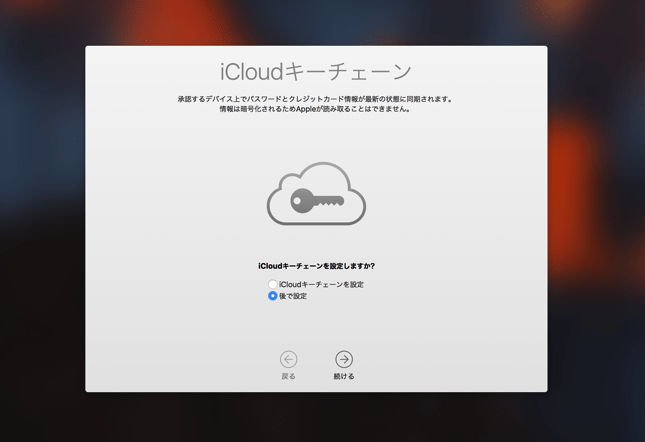 iCloudキーチェーン
承認するデバイス上でパスワードとクレジットカード情報が最新の状態に同期されます。
情報は暗号化されるためAppleが読み取ることはできません。
iCloudキーチェーンを設定しますか?
iCloudキーチェーンを設定
後で設定
戻る
続ける